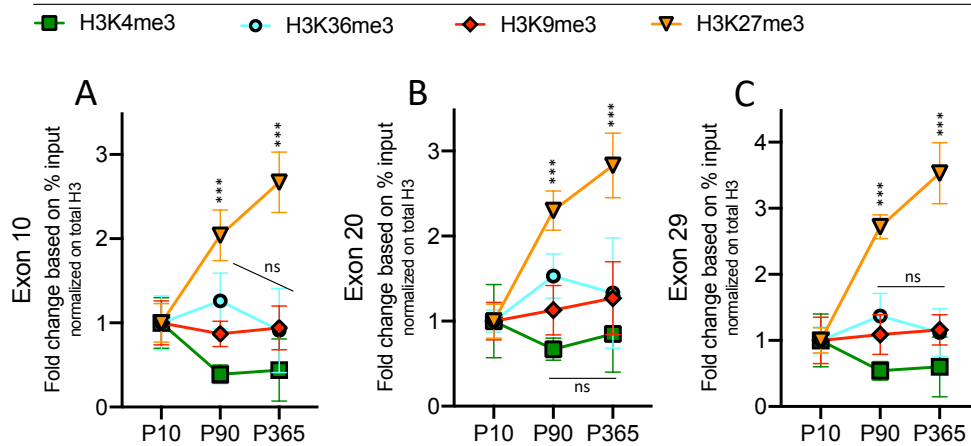 H3K4me3 H3K36me3 H3K9me3 H3K27me3
A
Exon 10
Fold change based on % input
normalized on total H3
3
2
1
0
***
***
ns
P10 P90 P365
B
Exon 20
Fold change based on % input
normalized on total H3
3
2
1
0
***
***
ns
P10 P90 P365
C
Exon 29
Fold change based on % input
normalized on total H3
4
3
2
1
0
***
***
ns
P10 P90 P365